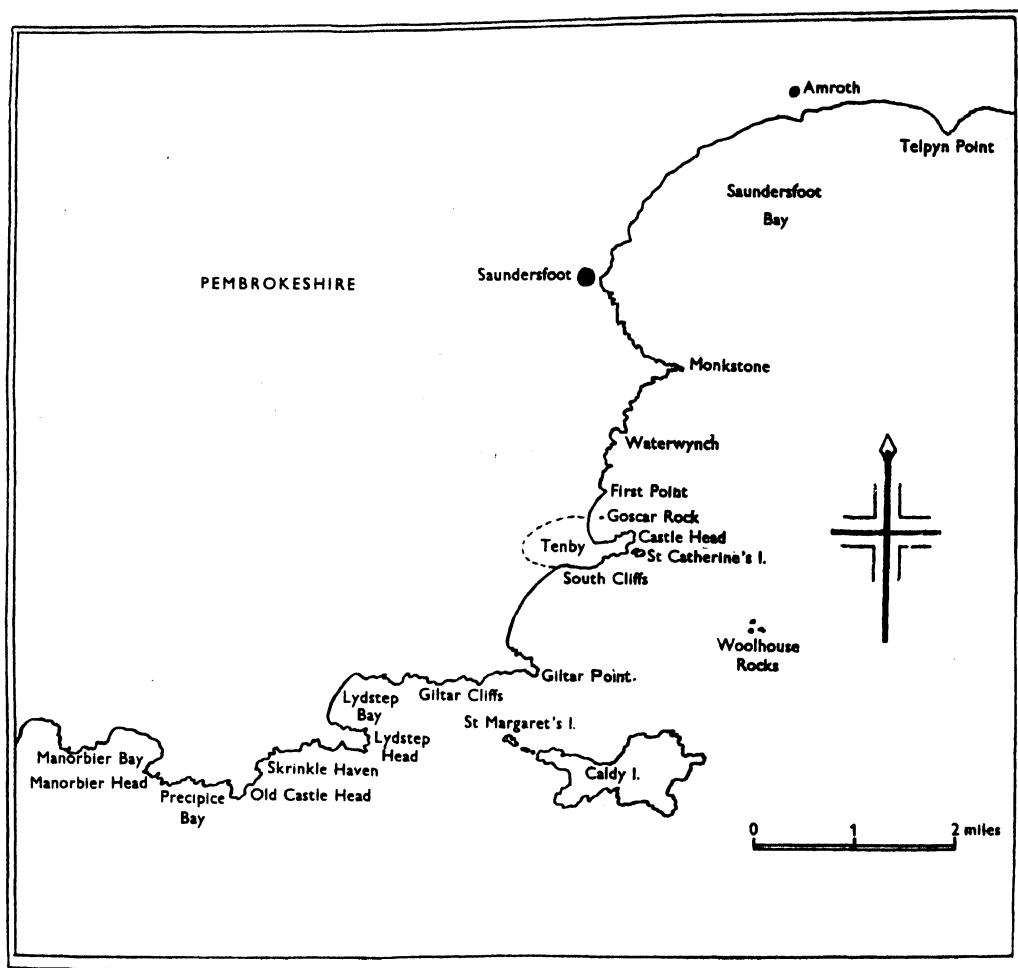 Amroth
Telpyn Point
Saundersfoot
Bay
PEMBROKESHIRE
Saundersfoot
Monkstone
Waterwynch
First Point
Goscar Rock
Castle Head
Tenby
St Catherine's I.
South Cliffs
Woolhouse
Rocks
Giltar Point.
Lydstep
Bay
Giltar Cliffs
St Margaret's I.
Lydstep
Head
Manorbier Bay
Skrinkle Haven
Caldy I.
Manorbier Head
Precipice
Bay
Old Castle Head
0 1 2 miles